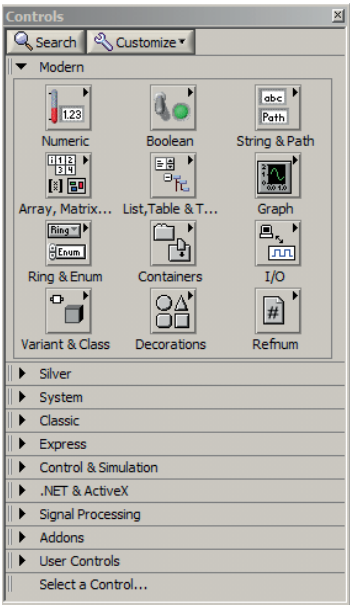 Controls
Search Customize
Modern
1.23 abc Path
Numeric Boolean String & Path
Array, Matrix... List,Table & T... Graph
Ring Enum
Ring & Enum Containers I/O
#
Variant & Class Decorations Refnum
Silver
System
Classic
Express
Control & Simulation
.NET & ActiveX
Signal Processing
Addons
User Controls
Select a Control...